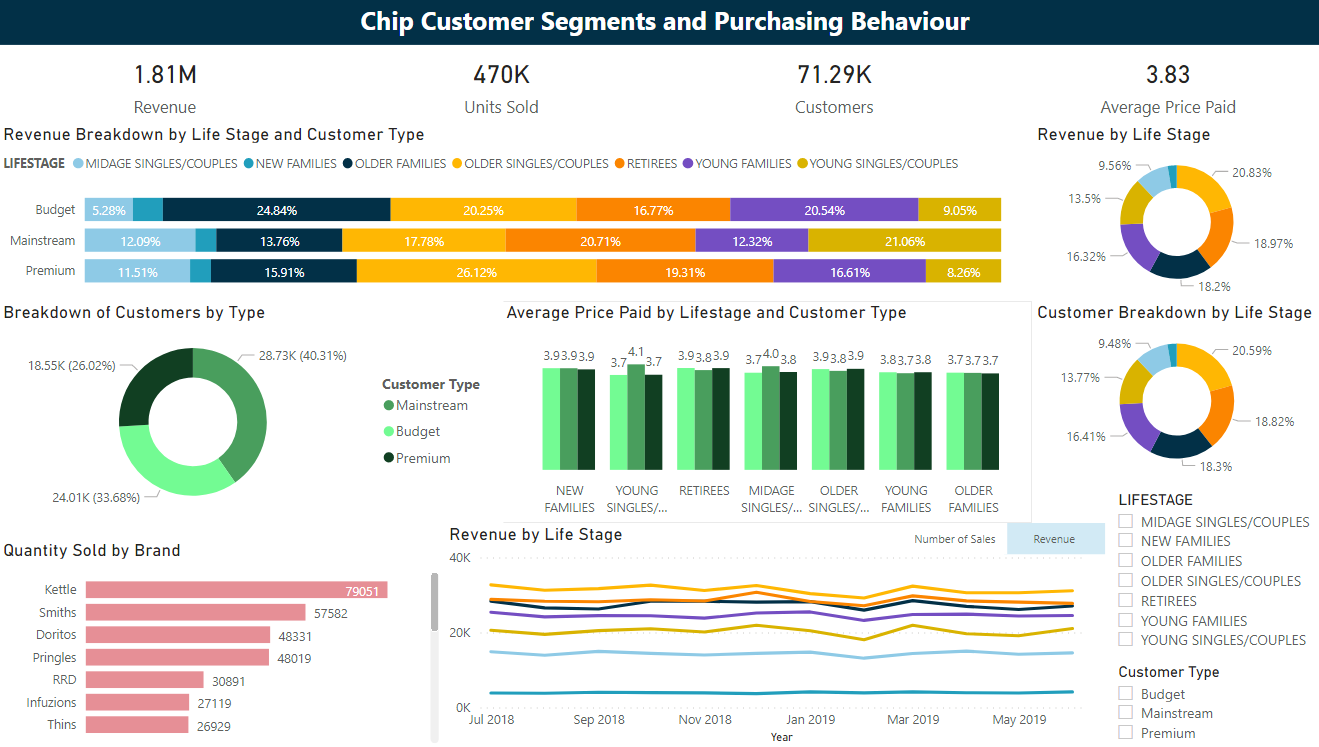 Chip Customer Segments and Purchasing Behaviour
1.81M
Revenue
470K
Units Sold
71.29K
Customers
3.83
Average Price Paid
Revenue Breakdown by Life Stage and Customer Type
LIFESTAGE MIDAGE SINGLES/COUPLES NEW FAMILIES OLDER FAMILIES OLDER SINGLES/COUPLES RETIREES YOUNG FAMILIES YOUNG SINGLES/COUPLES
Budget 5.28% 24.84% 20.25% 16.77% 20.54% 9.05%
Mainstream 12.09% 13.76% 17.78% 20.71% 12.32% 21.06%
Premium 11.51% 15.91% 26.12% 19.31% 16.61% 8.26%
Revenue by Life Stage
9.56%
20.83%
13.5%
18.97%
16.32%
18.2%
Breakdown of Customers by Type
18.55K (26.02%)
28.73K (40.31%)
24.01K (33.68%)
Customer Type
Mainstream
Budget
Premium
Average Price Paid by Lifestage and Customer Type
3.9 3.9 3.9
3.7 4.1 3.7
3.9 3.8 3.9
3.7 4.0 3.8
3.9 3.8 3.9
3.8 3.7 3.8
3.7 3.7 3.7
NEW
FAMILIES
YOUNG
SINGLES/...
RETIREES
MIDAGE
SINGLES/...
OLDER
SINGLES/...
YOUNG
FAMILIES
OLDER
FAMILIES
Customer Breakdown by Life Stage
9.48%
20.59%
13.77%
18.82%
16.41%
18.3%
Quantity Sold by Brand
Kettle 79051
Smiths 57582
Doritos 48331
Pringles 48019
RRD 30891
Infuzions 27119
Thins 26929
Revenue by Life Stage
Number of Sales
Revenue
40K
20K
0K
Jul 2018 Sep 2018 Nov 2018 Jan 2019 Mar 2019 May 2019
Year
LIFESTAGE
MIDAGE SINGLES/COUPLES
NEW FAMILIES
OLDER FAMILIES
OLDER SINGLES/COUPLES
RETIREES
YOUNG FAMILIES
YOUNG SINGLES/COUPLES
Customer Type
Budget
Mainstream
Premium